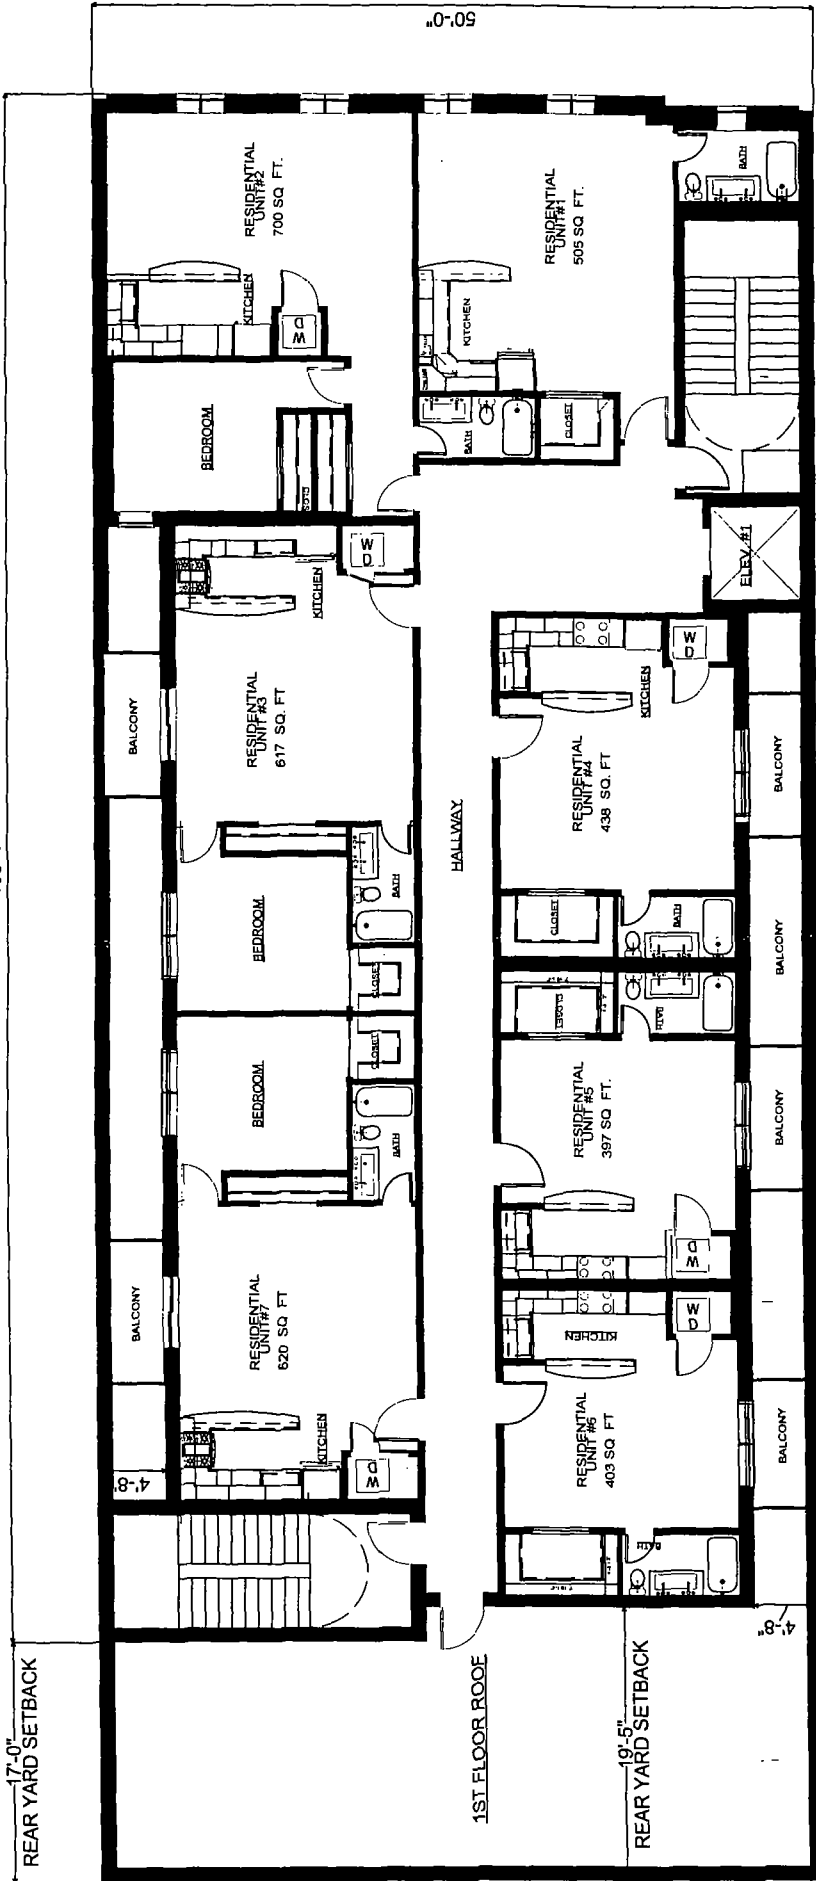 50'-0"
RESIDENTIAL
UNIT#2
700 SQ. FT.
KITCHEN
W
D
BEDROOM
CLOS
RESIDENTIAL
UNIT#1
505 SQ. FT.
KITCHEN
BATH
CLOSET
BATH
ELEV. #1
W
D
KITCHEN
RESIDENTIAL
UNIT #3
617 SQ. FT
BALCONY
BEDROOM
BATH
CLOSET
HALLWAY
W
D
KITCHEN
RESIDENTIAL
UNIT #4
438 SQ. FT
BALCONY
CLOSET
BATH
BALCONY
BEDROOM
CLOSET
BATH
CLOSET
BATH
RESIDENTIAL
UNIT #5
397 SQ FT.
BALCONY
W
D
RESIDENTIAL
UNIT#7
620 SQ FT
BALCONY
KITCHEN
W
D
4'-8"
KITCHEN
W
D
RESIDENTIAL
UNIT #6
403 SQ FT
BALCONY
BATH
4'-8"
17'-0"
REAR YARD SETBACK
1ST FLOOR ROOF
19'-5"
REAR YARD SETBACK